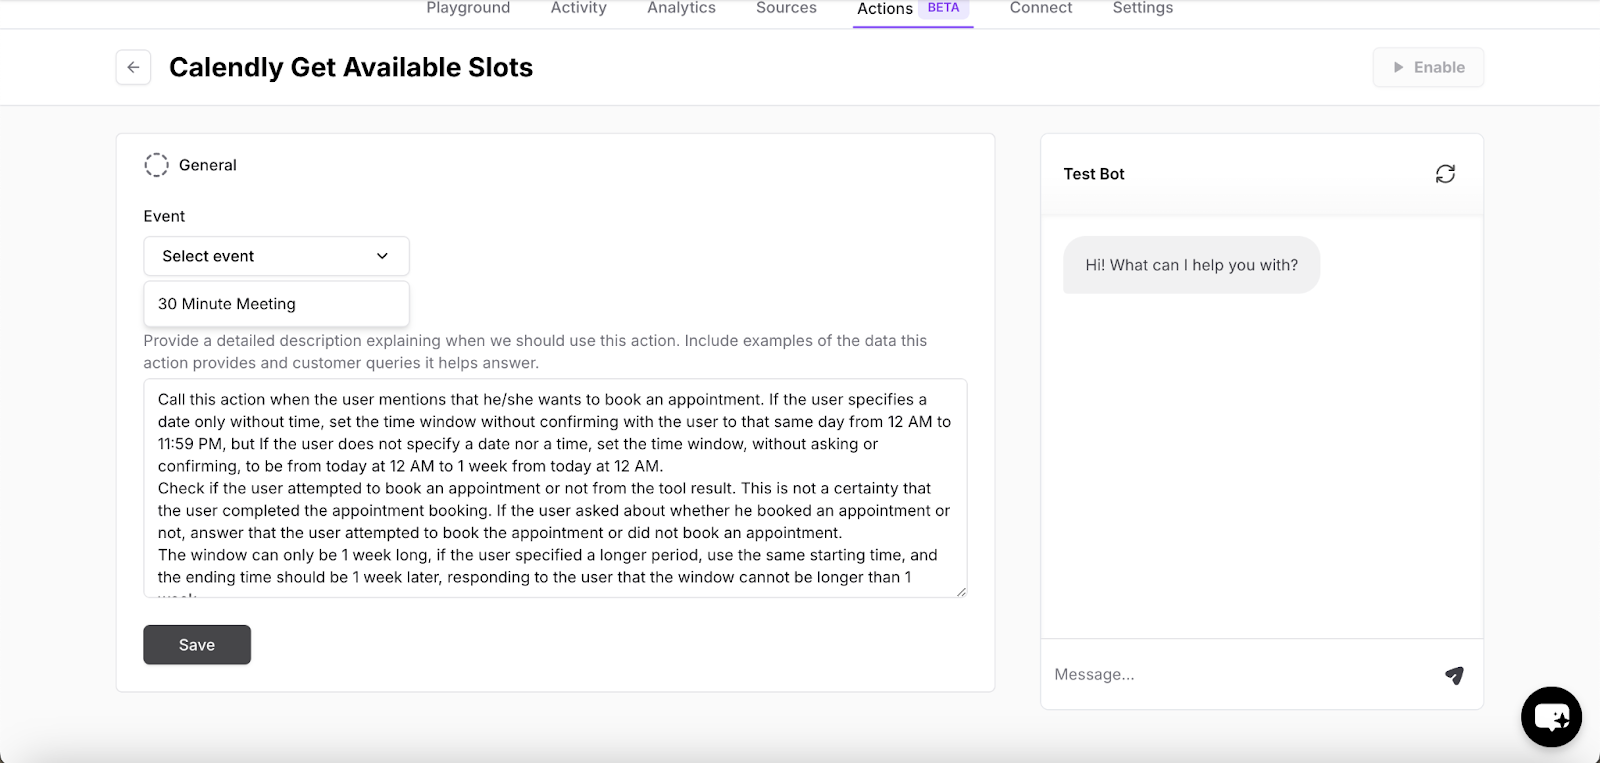 Playground Activity Analytics Sources Actions BETA Connect Settings
Calendly Get Available Slots
Enable
General
Event
Select event
30 Minute Meeting
Provide a detailed description explaining when we should use this action. Include examples of the data this
action provides and customer queries it helps answer.
Call this action when the user mentions that he/she wants to book an appointment. If the user specifies a
date only without time, set the time window without confirming with the user to that same day from 12 AM to
11:59 PM, but If the user does not specify a date nor a time, set the time window, without asking or
confirming, to be from today at 12 AM to 1 week from today at 12 AM.
Check if the user attempted to book an appointment or not from the tool result. This is not a certainty that
the user completed the appointment booking. If the user asked about whether he booked an appointment or
not, answer that the user attempted to book the appointment or did not book an appointment.
The window can only be 1 week long, if the user specified a longer period, use the same starting time, and
the ending time should be 1 week later, responding to the user that the window cannot be longer than 1
Save
Test Bot
Hi! What can I help you with?
Message...